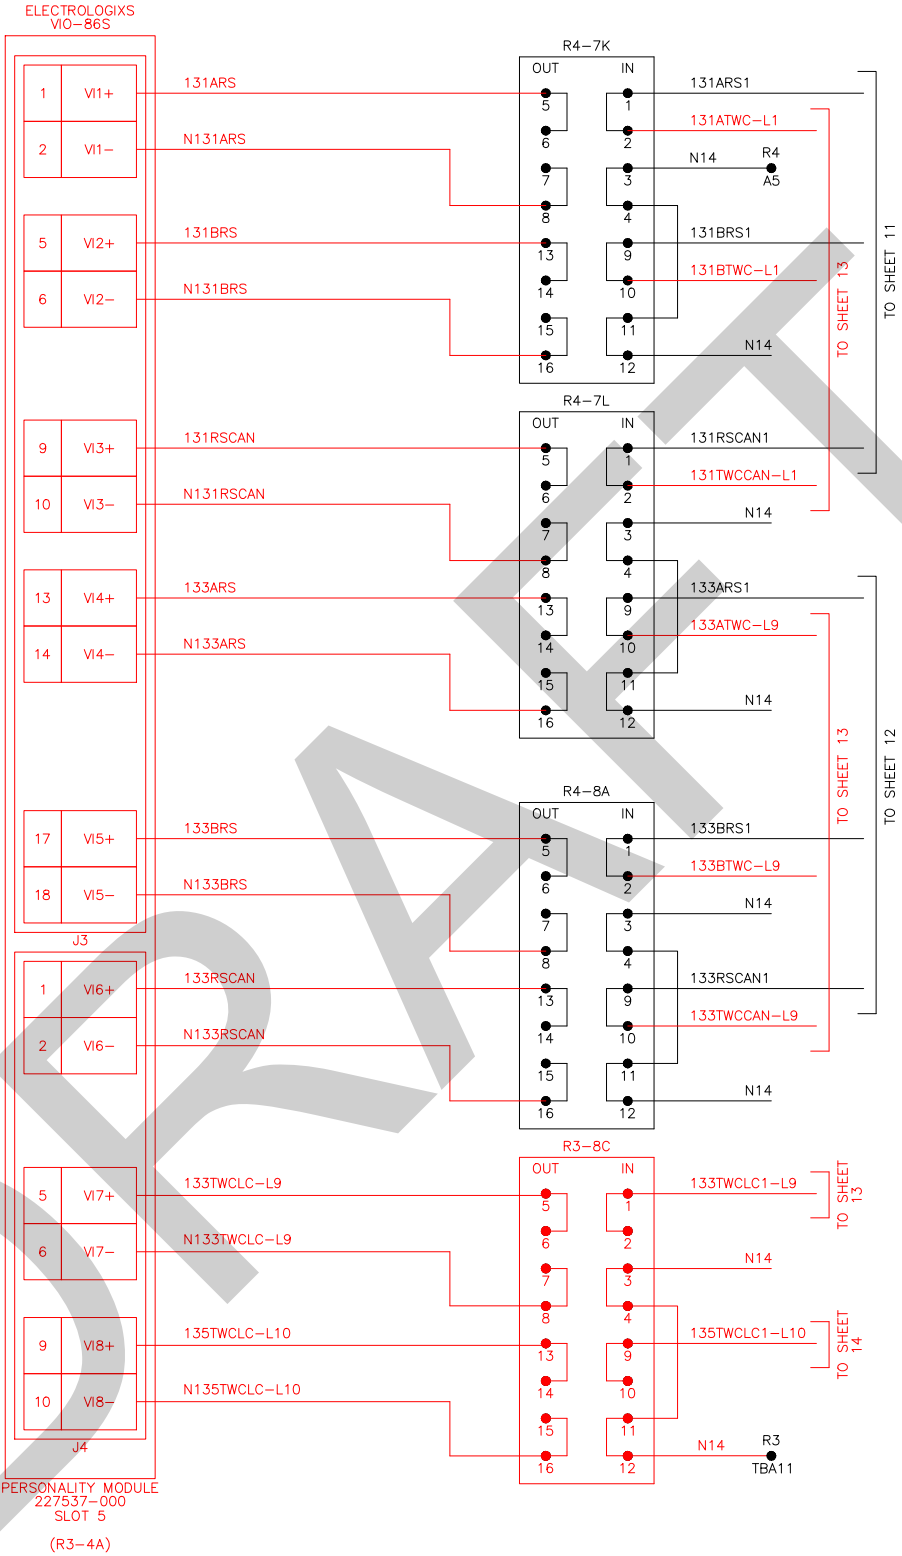 ELECTROLOGIXS
VIO-86S
1 VI1+ 131ARS
2 VI1- N131ARS
5 VI2+ 131BRS
6 VI2- N131BRS
9 VI3+ 131RSCAN
10 VI3- N131RSCAN
13 VI4+ 133ARS
14 VI4- N133ARS
17 VI5+ 133BRS
18 VI5- N133BRS
J3
1 VI6+ 133RSCAN
2 VI6- N133RSCAN
5 VI7+ 133TWCLC-L9
6 VI7- N133TWCLC-L9
9 VI8+ 135TWCLC-L10
10 VI8- N135TWCLC-L10
J4
PERSONALITY MODULE
227537-000
SLOT 5
(R3-4A)
R4-7K
OUT IN
5 1 131ARS1
6 2 131ATWC-L1
7 3 N14 R4
A5
8 4
13 9 131BRS1
14 10 131BTWC-L1
15 11
16 12 N14
R4-7L
OUT IN
5 1 131RSCAN1
6 2 131TWCCAN-L1
7 3 N14
8 4
13 9 133ARS1
14 10 133ATWC-L9
15 11
16 12 N14
TO SHEET 13
TO SHEET 11
R4-8A
OUT IN
5 1 133BRS1
6 2 133BTWC-L9
7 3 N14
8 4
13 9 133RSCAN1
14 10 133TWCCAN-L9
15 11
16 12 N14
TO SHEET 13
TO SHEET 12
R3-8C
OUT IN
5 1 133TWCLC1-L9
6 2
7 3 N14
8 4
13 9 135TWCLC1-L10
14 10
15 11
16 12 N14 R3
TBA11
TO SHEET
13
TO SHEET
14
DRAFT